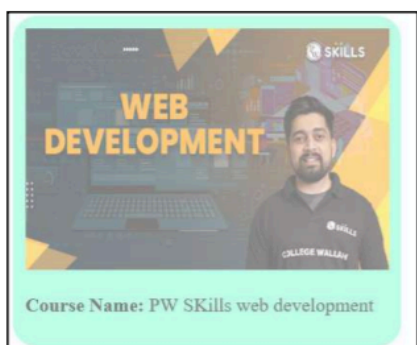 SKILLS
WEB
DEVELOPMENT
SKILLS
COLLEGE WALLAH
Course Name: PW SKills web development